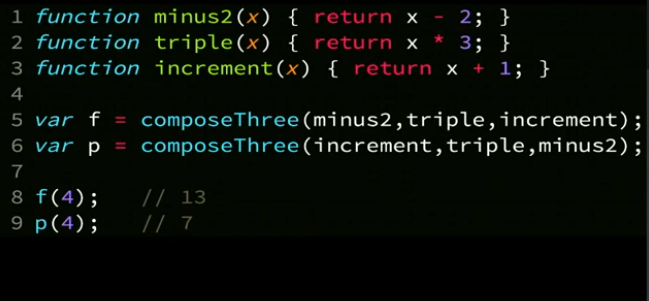 1 function minus2(x) { return x - 2; }
2 function triple(x) { return x * 3; }
3 function increment(x) { return x + 1; }
4
5 var f = composeThree(minus2,triple,increment);
6 var p = composeThree(increment,triple,minus2);
7
8 f(4);   // 13
9 p(4);   // 7